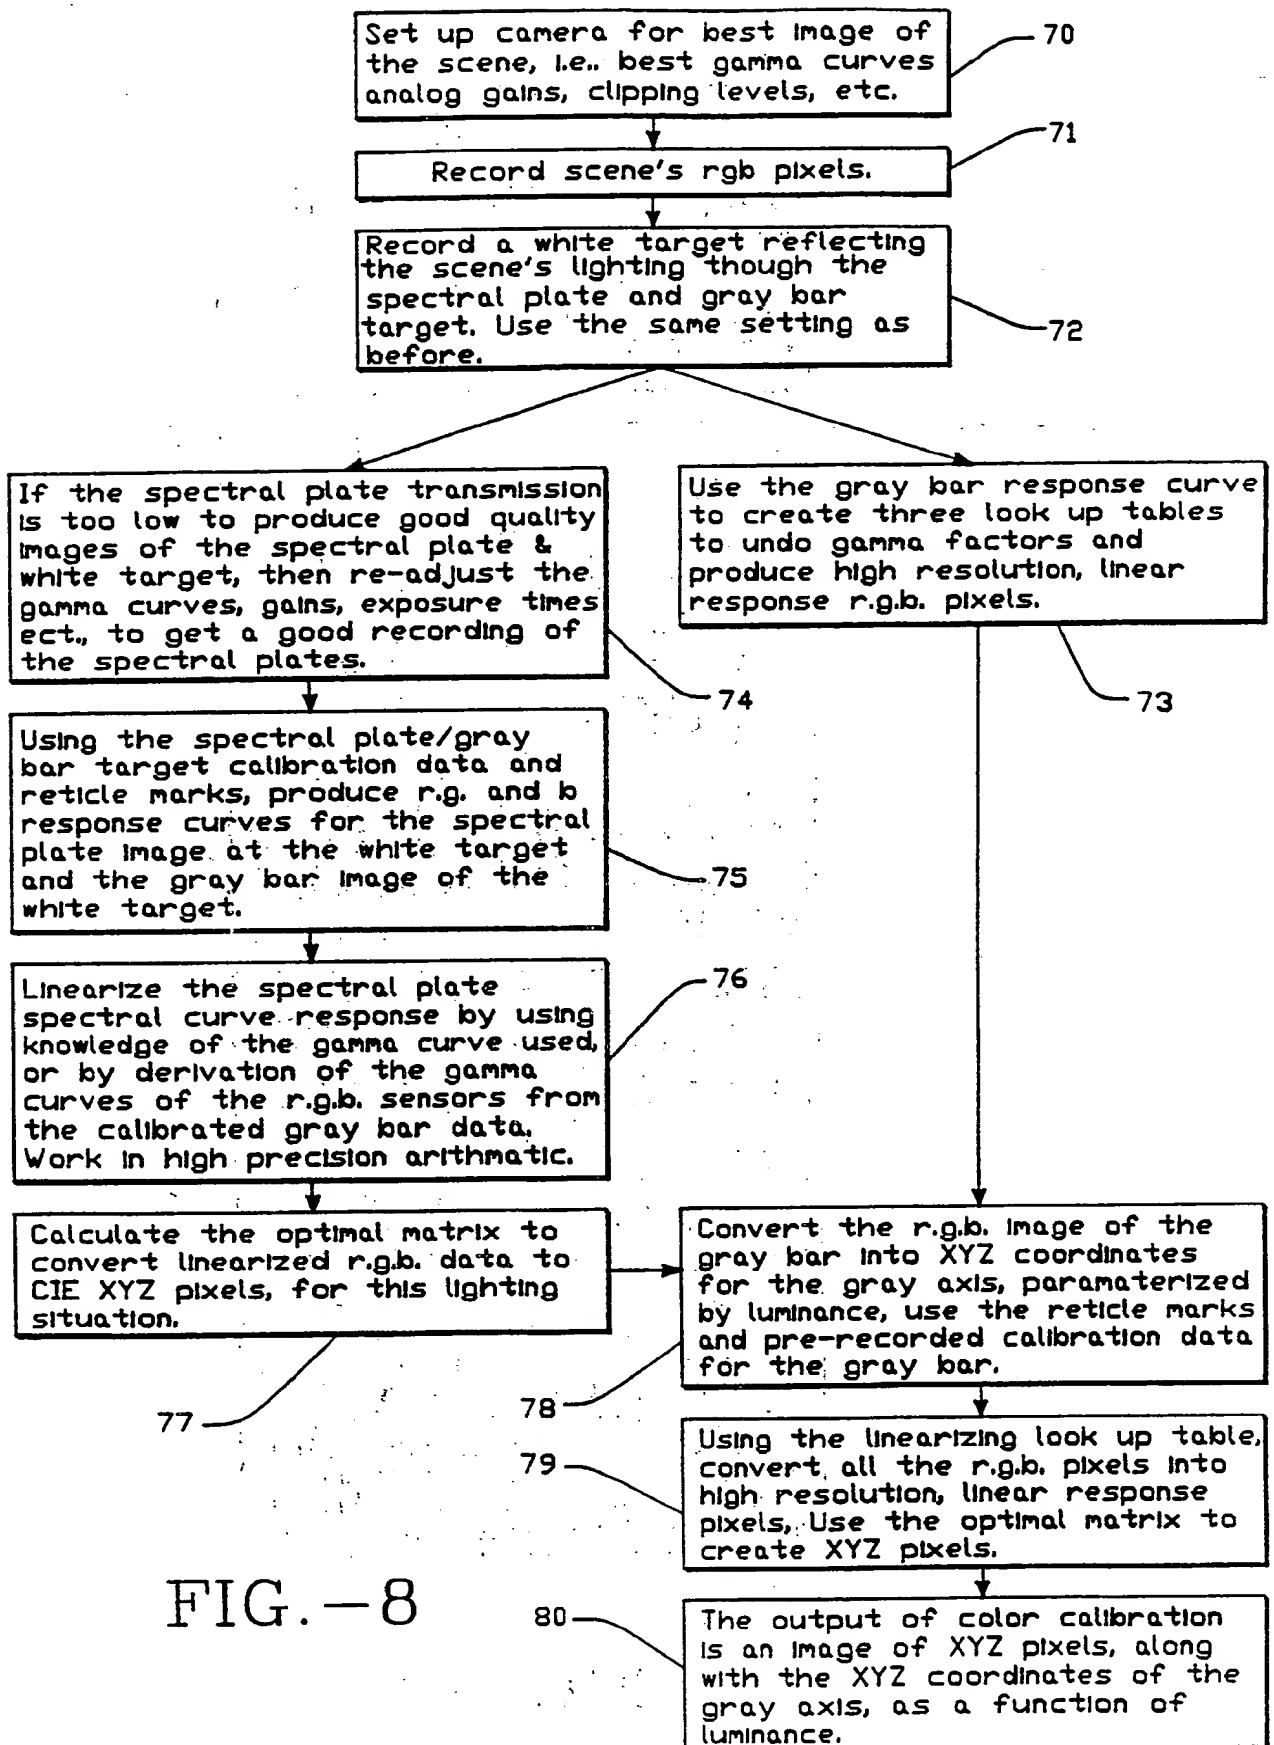 Set up camera for best image of
the scene, i.e.. best gamma curves
analog gains, clipping levels, etc.
70
71
Record scene's rgb pixels.
Record a white target reflecting
the scene's lighting though the
spectral plate and gray bar
target. Use the same setting as
before.
72
If the spectral plate transmission
is too low to produce good quality
images of the spectral plate &
white target, then re-adjust the
gamma curves, gains, exposure times
ect., to get a good recording of
the spectral plates.
74
Use the gray bar response curve
to create three look up tables
to undo gamma factors and
produce high resolution, linear
response r.g.b. pixels.
73
Using the spectral plate/gray
bar target calibration data and
reticle marks, produce r.g. and b
response curves for the spectral
plate image at the white target
and the gray bar image of the
white target.
75
Linearize the spectral plate
spectral curve response by using
knowledge of the gamma curve used,
or by derivation of the gamma
curves of the r.g.b. sensors from
the calibrated gray bar data.
Work in high precision arithmatic.
76
Calculate the optimal matrix to
convert linearized r.g.b. data to
CIE XYZ pixels, for this lighting
situation.
77
Convert the r.g.b. image of the
gray bar into XYZ coordinates
for the gray axis, paramaterized
by luminance, use the reticle marks
and pre-recorded calibration data
for the gray bar.
78
Using the linearizing look up table,
convert all the r.g.b. pixels into
high resolution, linear response
pixels, Use the optimal matrix to
create XYZ pixels.
79
FIG.-8
80
The output of color calibration
is an image of XYZ pixels, along
with the XYZ coordinates of the
gray axis, as a function of
luminance.